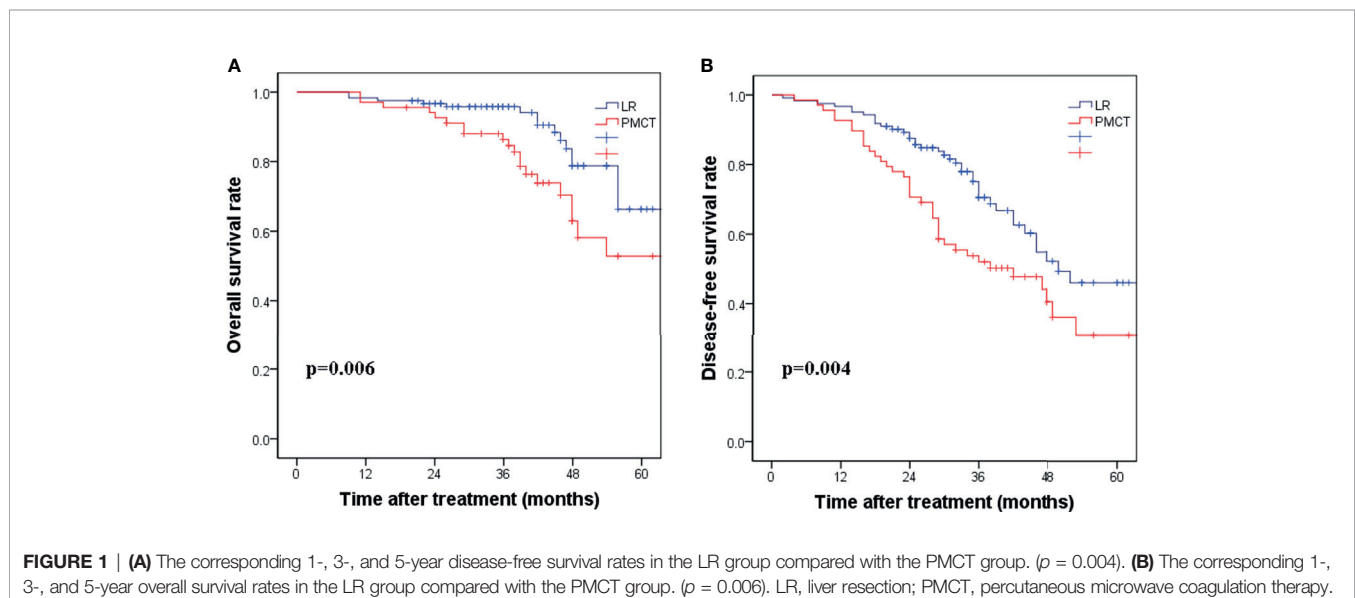 A
Overall survival rate
1.0
0.8
0.6
0.4
0.2
0.0
LR
PMCT
p=0.006
0 12 24 36 48 60
Time after treatment (months)
B
Disease-free survival rate
1.0
0.8
0.6
0.4
0.2
0.0
LR
PMCT
p=0.004
0 12 24 36 48 60
Time after treatment (months)
FIGURE 1 | (A) The corresponding 1-, 3-, and 5-year disease-free survival rates in the LR group compared with the PMCT group. (p = 0.004). (B) The corresponding 1-,
3-, and 5-year overall survival rates in the LR group compared with the PMCT group. (p = 0.006). LR, liver resection; PMCT, percutaneous microwave coagulation therapy.